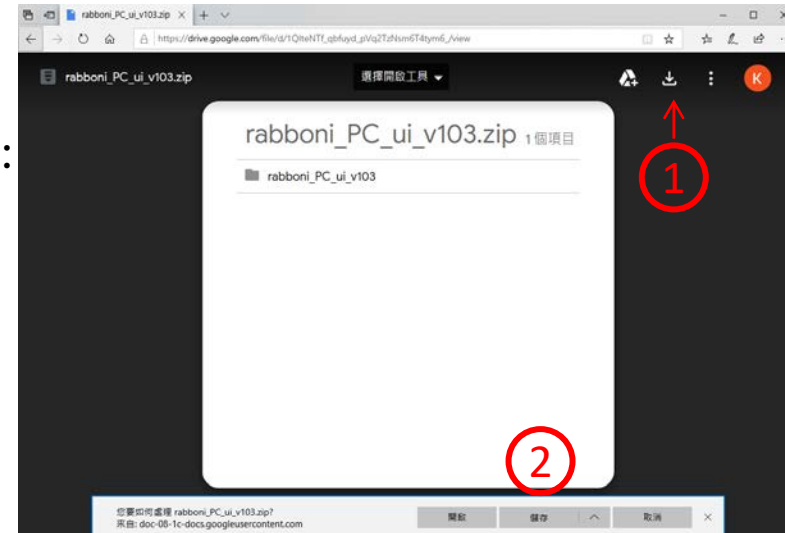 :
rabboni_PC_ui_v103.zip
https://drive.google.com/file/d/1QIteNTf_qbfuyd_pVq2TzNsm6T4tym6_/view
rabboni_PC_ui_v103.zip
選擇開啟工具
K
rabboni_PC_ui_v103.zip 1 個項目
rabboni_PC_ui_v103
1
2
您要如何處理 rabboni_PC_ui_v103.zip?
來自: doc-08-1c-docs.googleusercontent.com
開啟
儲存
取消